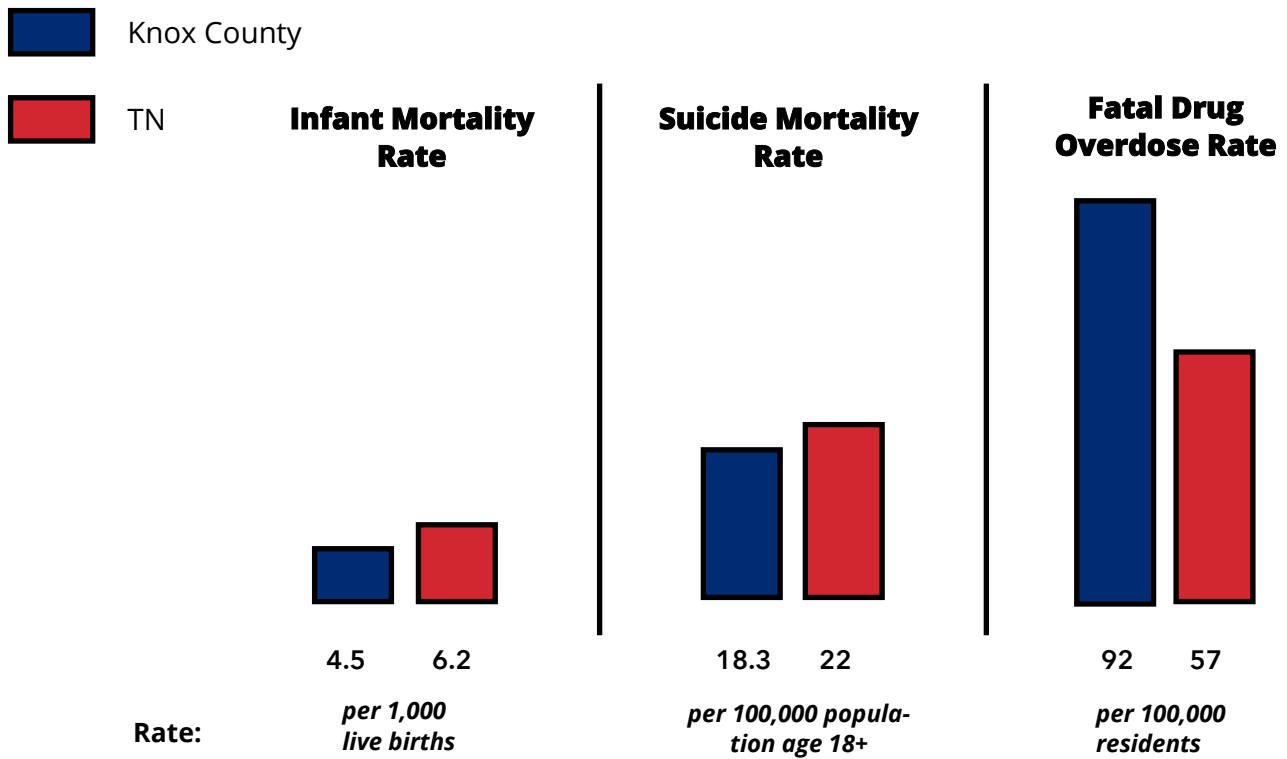 Knox County
TN
Infant Mortality
Rate
Suicide Mortality
Rate
Fatal Drug
Overdose Rate
4.5 6.2
18.3 22
92 57
Rate:
per 1,000
live births
per 100,000 popula-
tion age 18+
per 100,000
residents